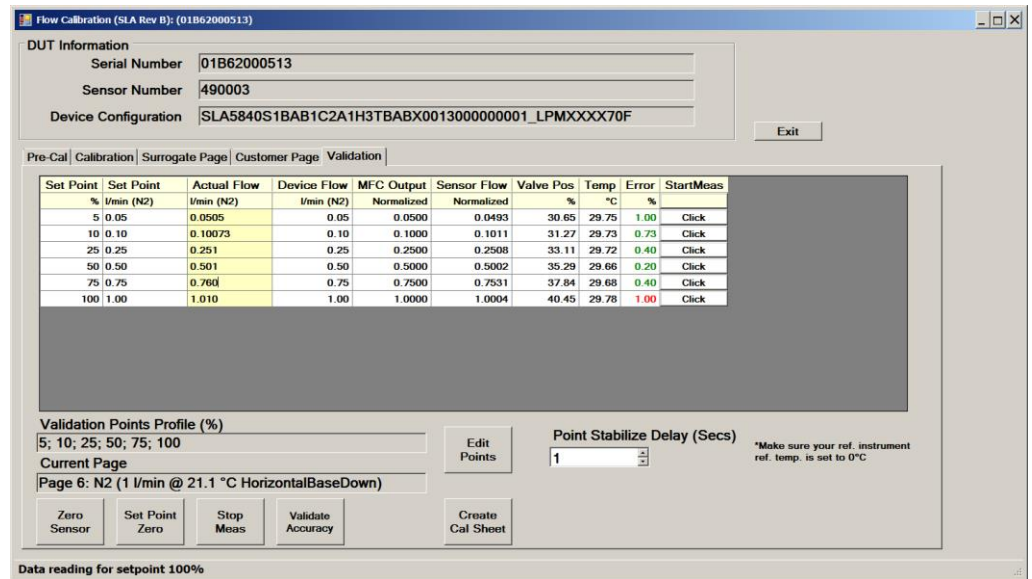 Flow Calibration (SLA Rev B): (01B62000513)
DUT Information
Serial Number 01B62000513
Sensor Number 490003
Device Configuration SLA5840S1BAB1C2A1H3TBABX0013000000001_LPMXXXX70F
Exit
Pre-Cal Calibration Surrogate Page Customer Page Validation
Set Point Set Point Actual Flow Device Flow MFC Output Sensor Flow Valve Pos Temp Error StartMeas
% l/min (N2) l/min (N2) l/min (N2) Normalized Normalized % °C %
5 0.05 0.0505 0.05 0.0500 0.0493 30.65 29.75 1.00 Click
10 0.10 0.10073 0.10 0.1000 0.1011 31.27 29.73 0.73 Click
25 0.25 0.251 0.25 0.2500 0.2508 33.11 29.72 0.40 Click
50 0.50 0.501 0.50 0.5000 0.5002 35.29 29.66 0.20 Click
75 0.75 0.760 0.75 0.7500 0.7531 37.84 29.68 0.40 Click
100 1.00 1.010 1.00 1.0000 1.0004 40.45 29.78 1.00 Click
Validation Points Profile (%)
5; 10; 25; 50; 75; 100
Current Page
Page 6: N2 (1 l/min @ 21.1 °C HorizontalBaseDown)
Edit
Points
Point Stabilize Delay (Secs)
1
*Make sure your ref. instrument
ref. temp. is set to 0°C
Zero
Sensor
Set Point
Zero
Stop
Meas
Validate
Accuracy
Create
Cal Sheet
Data reading for setpoint 100%